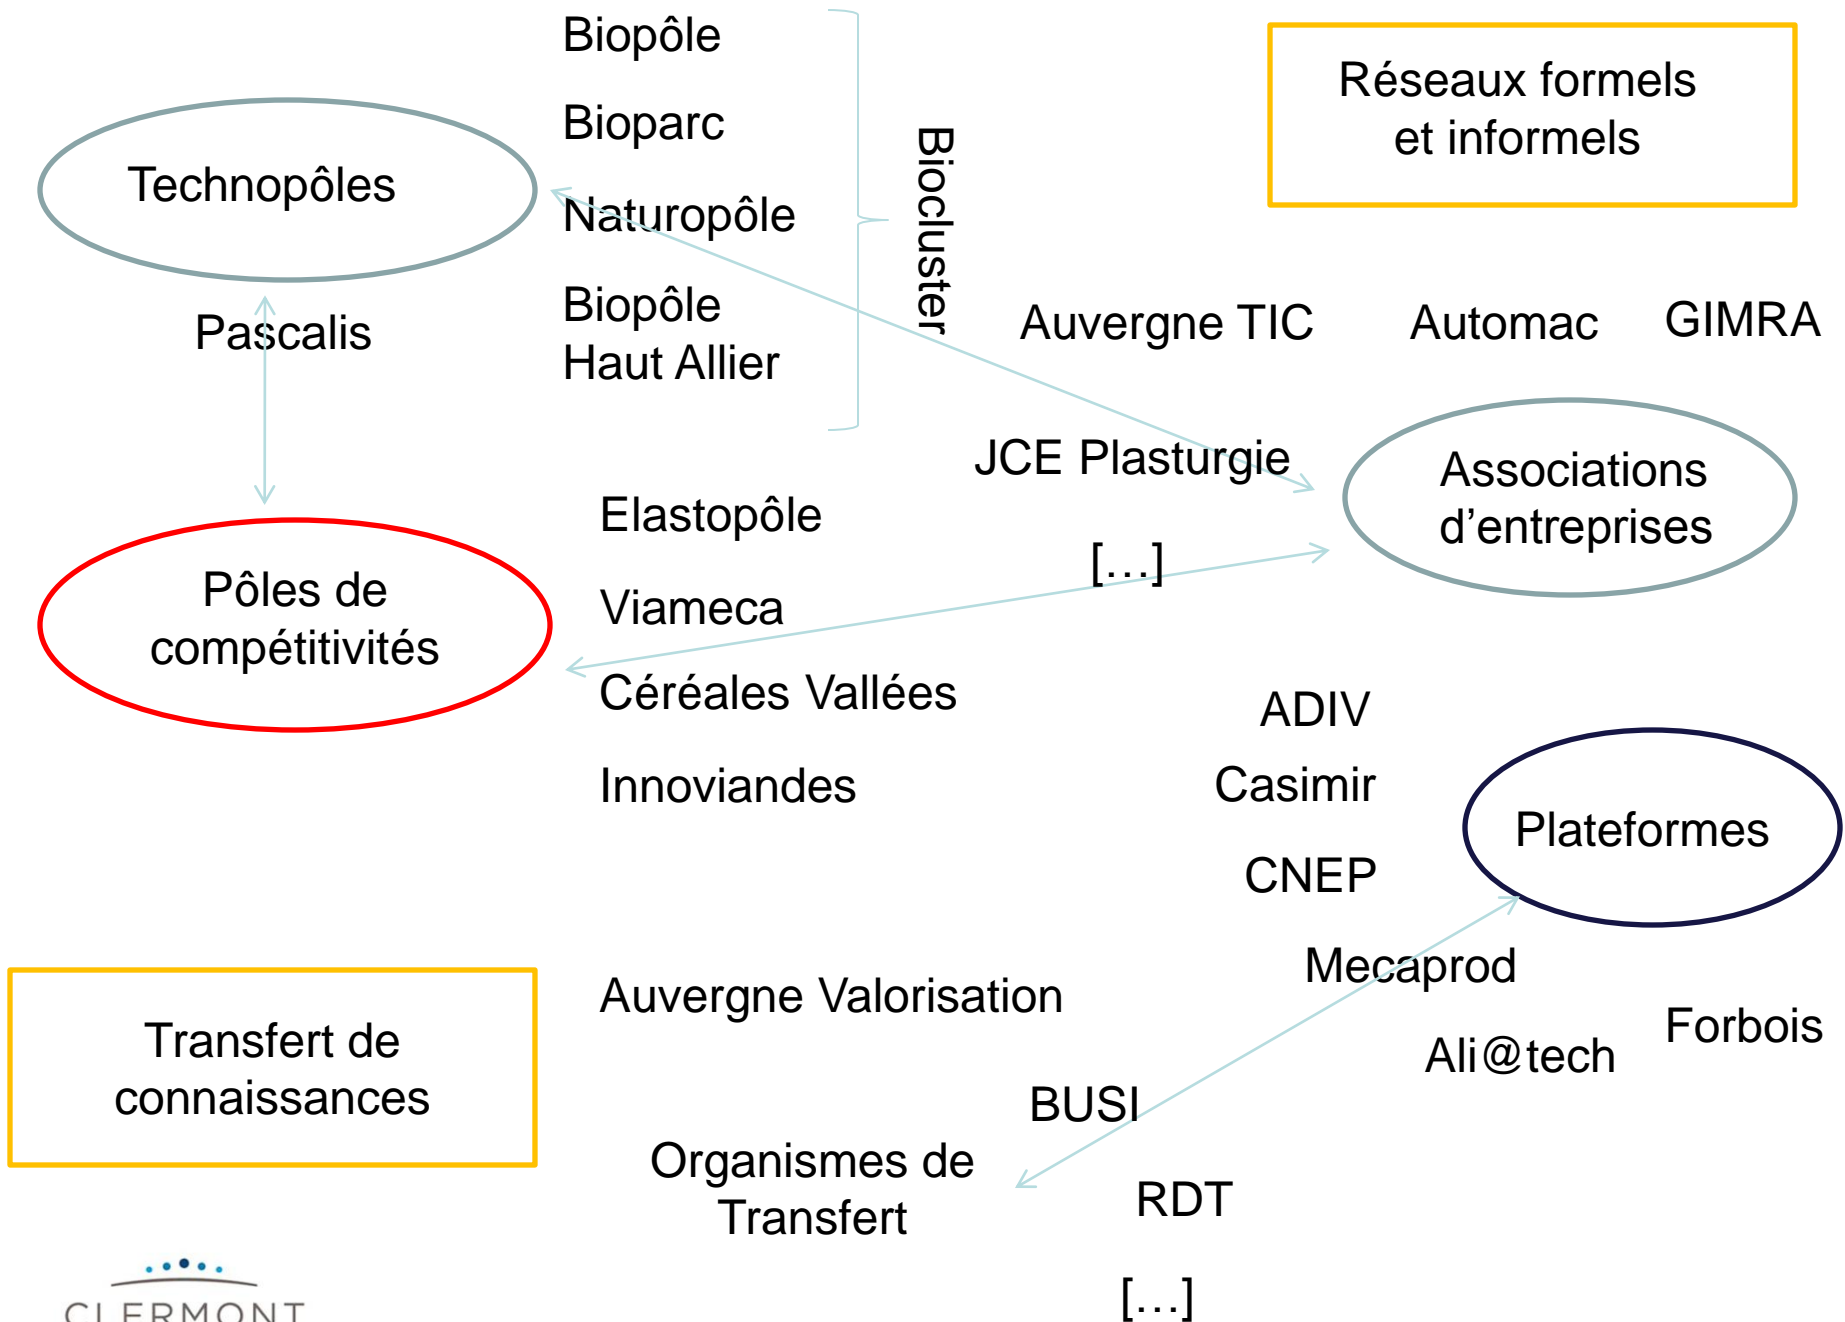 Biopôle
Bioparc
Naturopôle
Biopôle
Haut Allier
Biocluster
Réseaux formels
et informels
Technopôles
Pascalis
Auvergne TIC
Automac
GIMRA
JCE Plasturgie
[…]
Associations
d’entreprises
Elastopôle
Viameca
Céréales Vallées
Innoviandes
Pôles de
compétitivités
ADIV
Casimir
CNEP
Mecaprod
Ali@tech
Forbois
Plateformes
Transfert de
connaissances
Auvergne Valorisation
BUSI
Organismes de
Transfert
RDT
[…]
CLERMONT